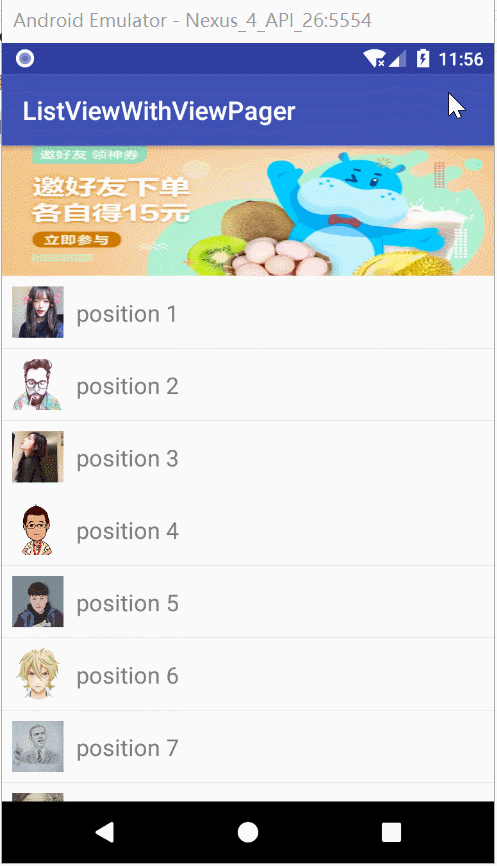 Android Emulator - Nexus_4_API_26:5554
11:56
ListViewWithViewPager
邀好友 领神券
邀好友下单
各自得15元
立即参与
position 1
position 2
position 3
position 4
position 5
position 6
position 7